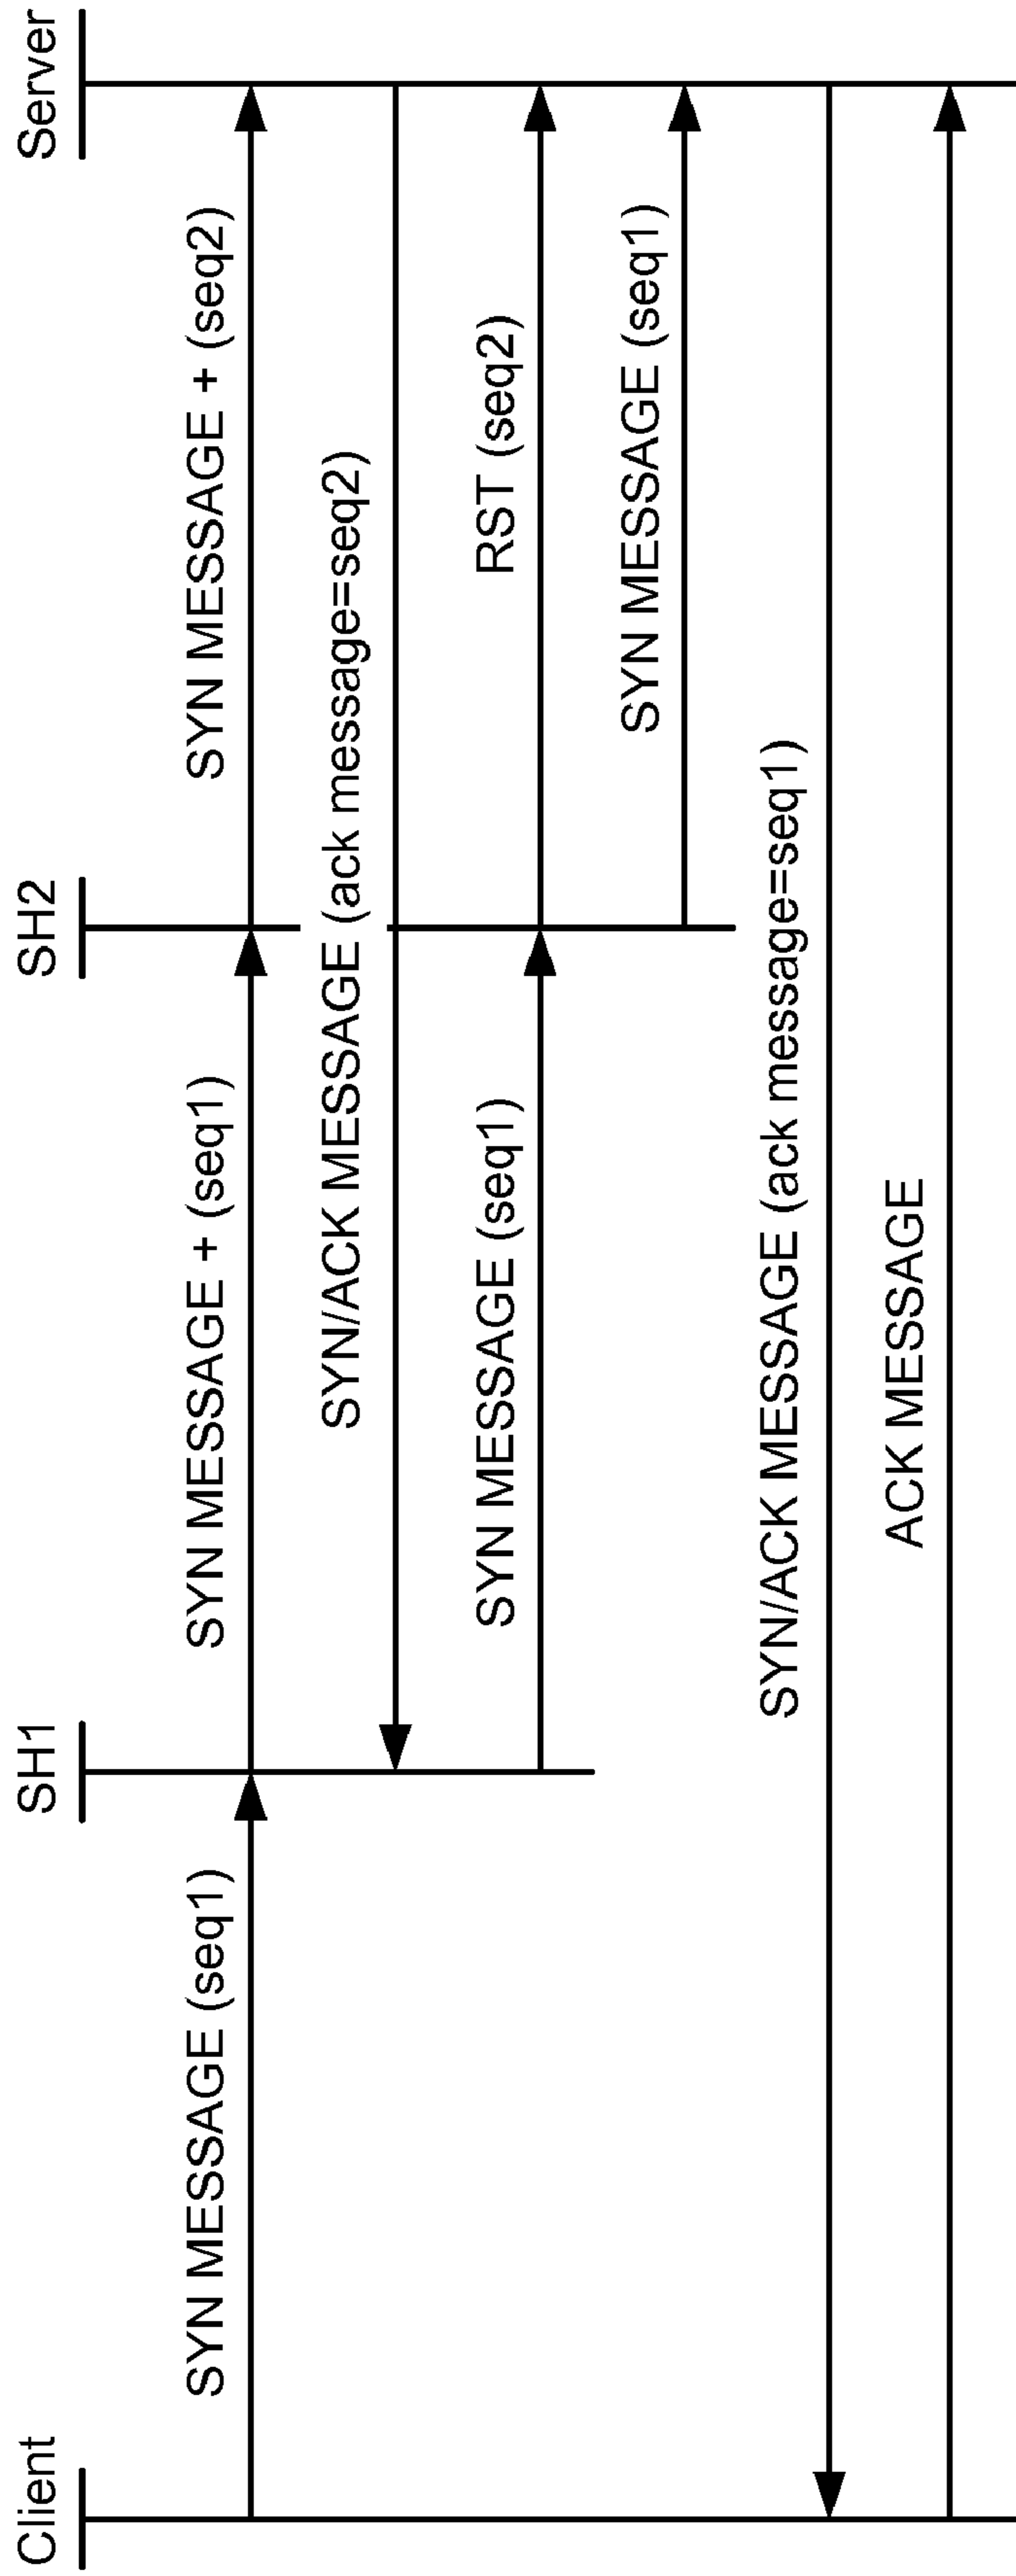 Client
SH1
SH2
Server
SYN MESSAGE (seq1)
SYN MESSAGE + (seq1)
SYN MESSAGE + (seq2)
SYN/ACK MESSAGE (ack message=seq2)
SYN MESSAGE (seq1)
RST (seq2)
SYN MESSAGE (seq1)
SYN/ACK MESSAGE (ack message=seq1)
ACK MESSAGE